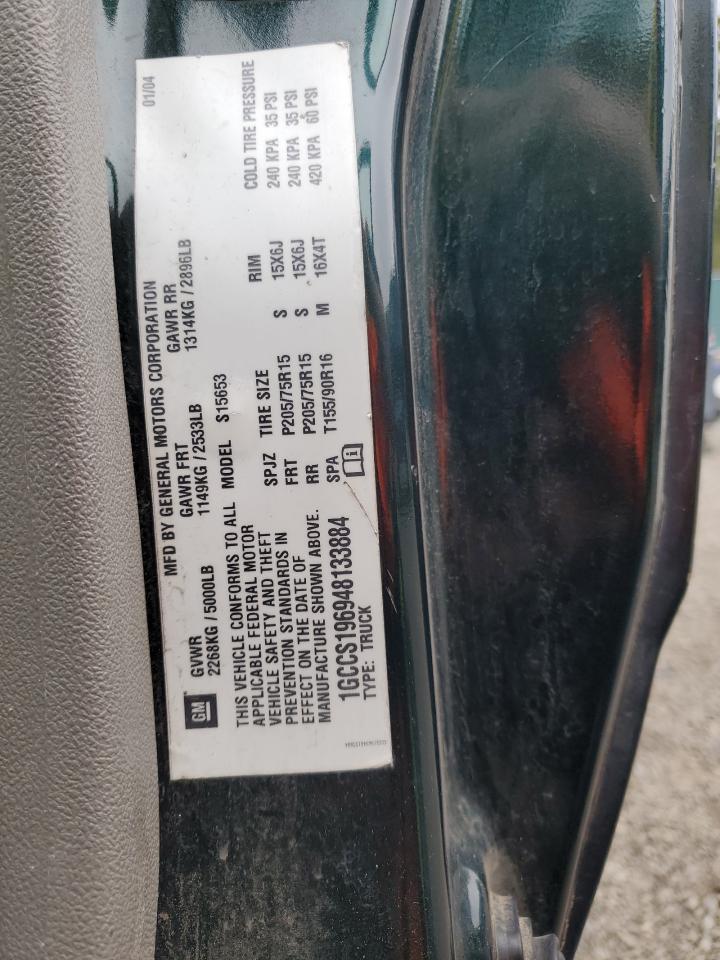 MFD BY GENERAL MOTORS CORPORATION 01/04
GM GVWR GAWR FRT GAWR RR
2268KG / 5000LB 1149KG / 2533LB 1314KG / 2896LB
THIS VEHICLE CONFORMS TO ALL MODEL S15653
APPLICABLE FEDERAL MOTOR
VEHICLE SAFETY AND THEFT
PREVENTION STANDARDS IN
EFFECT ON THE DATE OF
MANUFACTURE SHOWN ABOVE.
SPJZ TIRE SIZE RIM COLD TIRE PRESSURE
FRT P205/75R15 S 15X6J 240 KPA 35 PSI
RR P205/75R15 S 15X6J 240 KPA 35 PSI
SPA T155/90R16 M 16X4T 420 KPA 60 PSI
1GCCS196948133884
TYPE: TRUCK